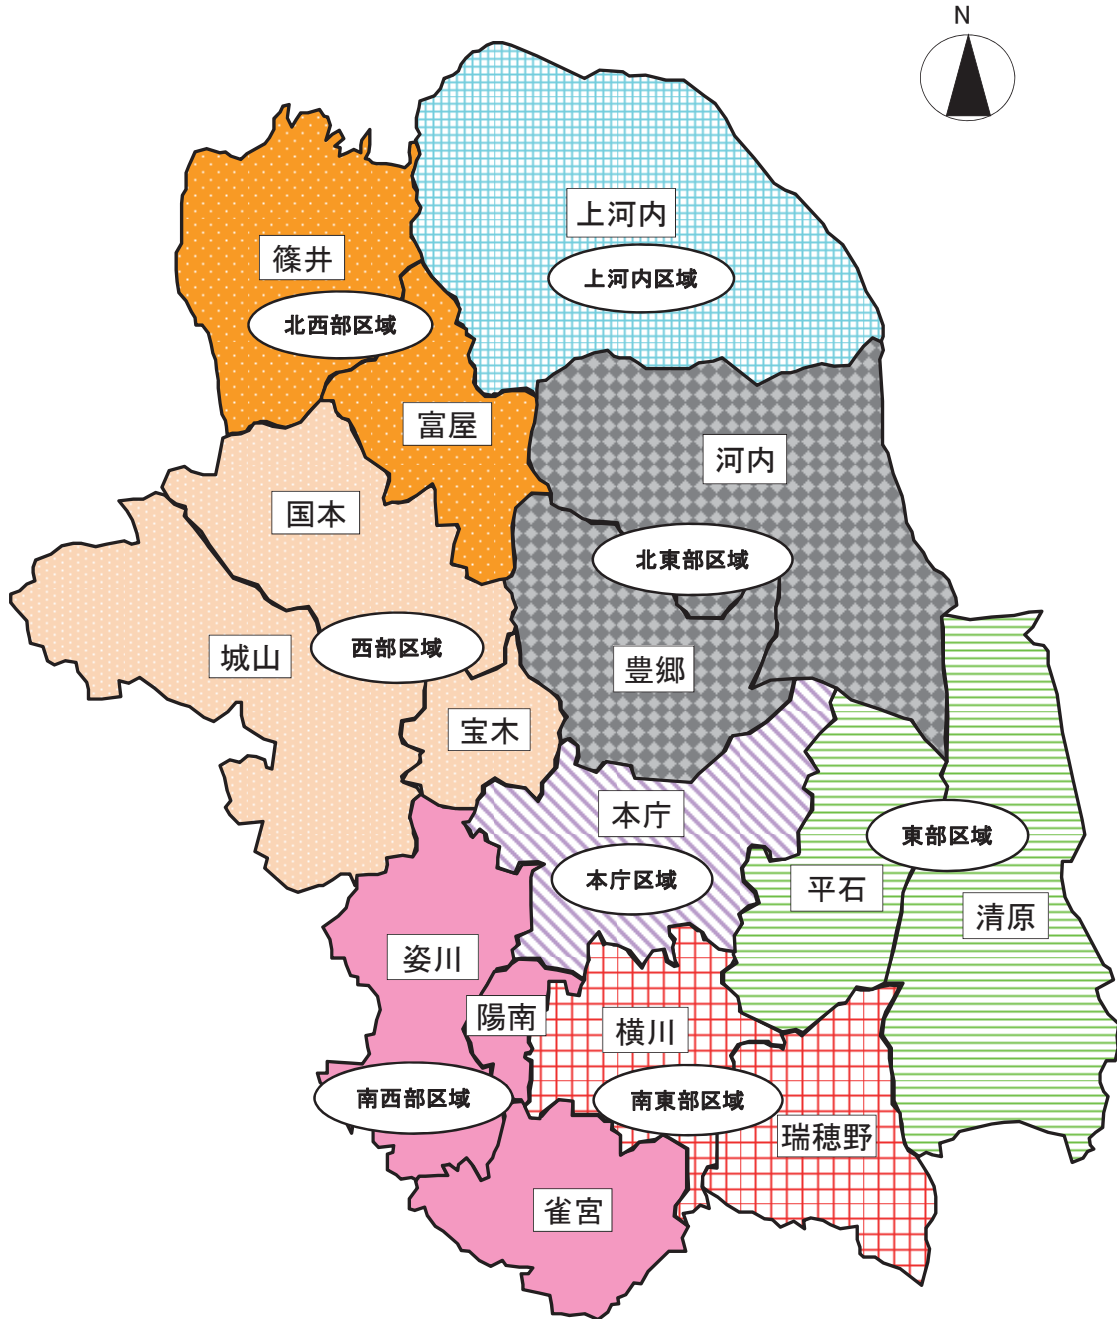 N
上河内
上河内区域
篠井
北西部区域
富屋
河内
国本
北東部区域
城山
西部区域
豊郷
宝木
本庁
本庁区域
東部区域
平石
清原
姿川
陽南
横川
南西部区域
南東部区域
瑞穂野
雀宮